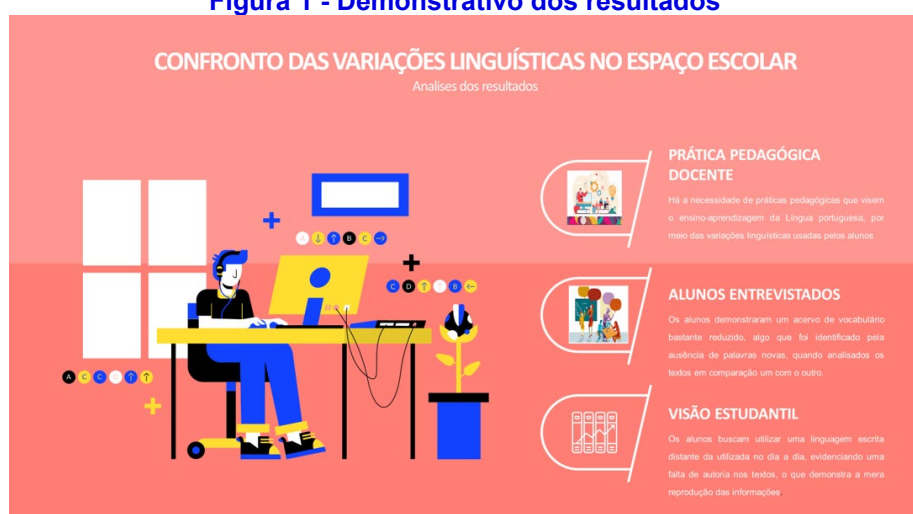 Figura 1 - Demonstrativo dos resultados
CONFRONTO DAS VARIAÇÕES LINGUÍSTICAS NO ESPAÇO ESCOLAR
Analises dos resultados
PRÁTICA PEDAGÓGICA
DOCENTE
Há a necessidade de práticas pedagógicas que visem
o ensino-aprendizagem da Língua portuguesa, por
meio das variações linguísticas usadas pelos alunos
A ↓ ↑ B C →
C D ↑ ↑ B ←
ALUNOS ENTREVISTADOS
Os alunos demonstraram um acervo de vocabulário
bastante reduzido, algo que foi identificado pela
ausência de palavras novas, quando analisados os
textos em comparação um com o outro.
A C C D ↑ ↑
VISÃO ESTUDANTIL
Os alunos buscam utilizar uma linguagem escrita
distante da utilizada no dia a dia, evidenciando uma
falta de autoria nos textos, o que demonstra a mera
reprodução das informações.